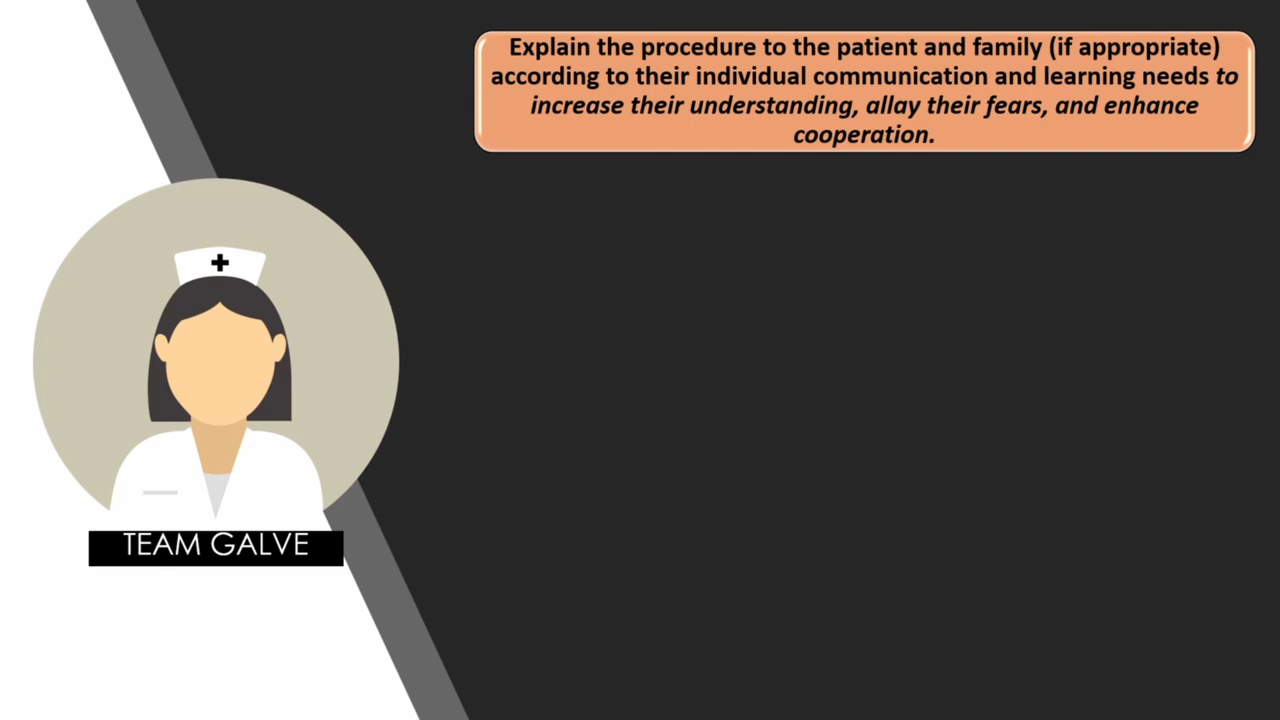 Explain the procedure to the patient and family (if appropriate)
according to their individual communication and learning needs to
increase their understanding, allay their fears, and enhance
cooperation.
TEAM GALVE